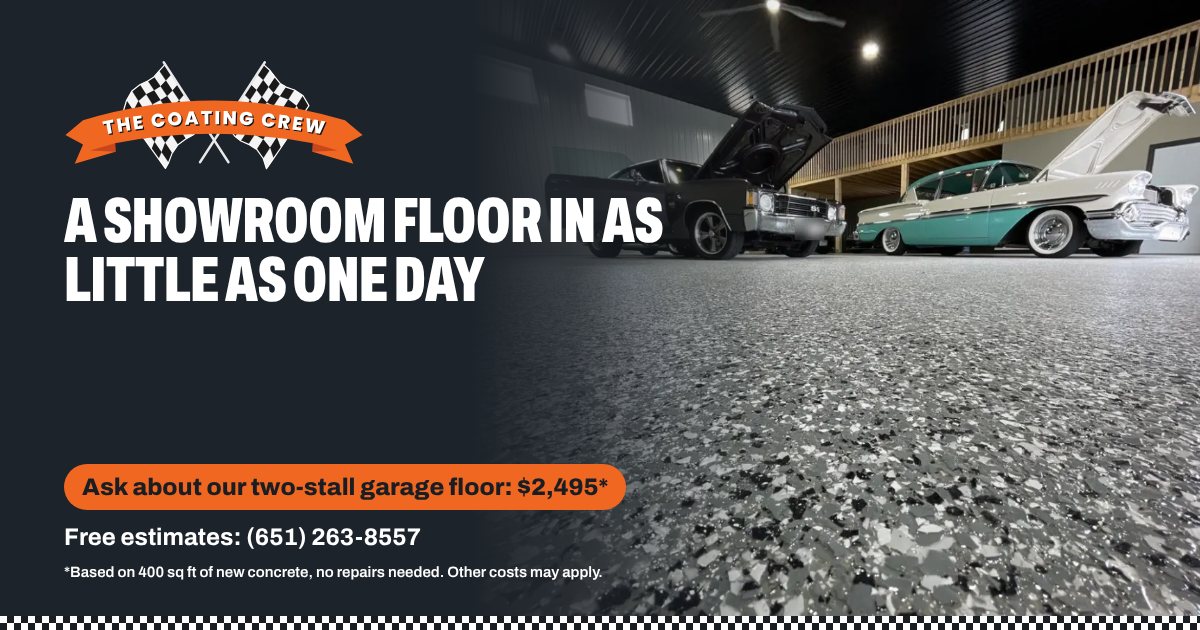 THE COATING CREW
A SHOWROOM FLOOR IN AS
LITTLE AS ONE DAY
Ask about our two-stall garage floor: $2,495*
Free estimates: (651) 263-8557
*Based on 400 sq ft of new concrete, no repairs needed. Other costs may apply.